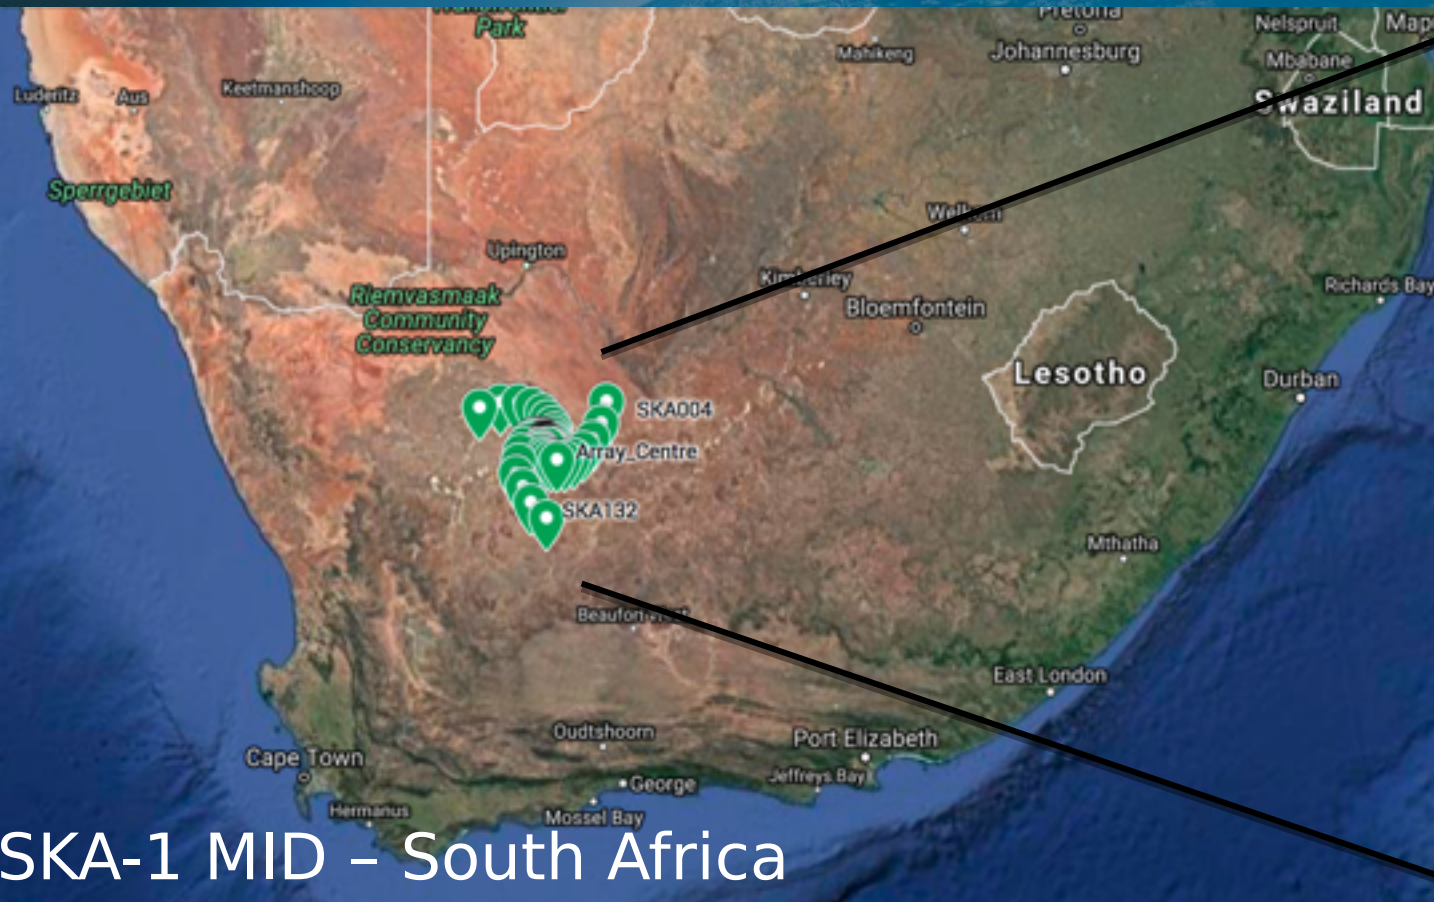 Park
Pretoria
Nelspruit
Mahikeng
Johannesburg
Mbabane
Luderitz
Aus
Keetmanshoop
Swaziland
Sperrgebiet
Welkom
Upington
Kimberley
Riemvasmaak
Community
Conservancy
Bloemfontein
Richards Bay
Lesotho
Durban
SKA004
Array_Centre
SKA132
Mthatha
Beaufort West
East London
Oudtshoorn
Port Elizabeth
Cape Town
Jeffreys Bay
George
Hermanus
Mossel Bay
SKA-1 MID – South Africa